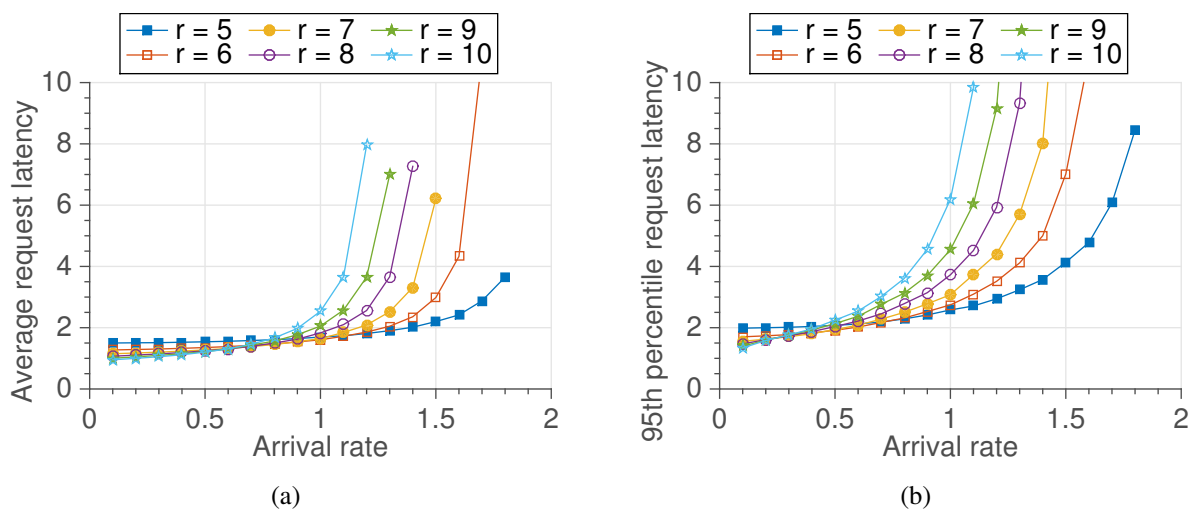 r = 5 r = 7 r = 9
r = 6 r = 8 r = 10
Average request latency
10
8
6
4
2
0
0 0.5 1 1.5 2
Arrival rate
(a)
r = 5 r = 7 r = 9
r = 6 r = 8 r = 10
95th percentile request latency
10
8
6
4
2
0
0 0.5 1 1.5 2
Arrival rate
(b)